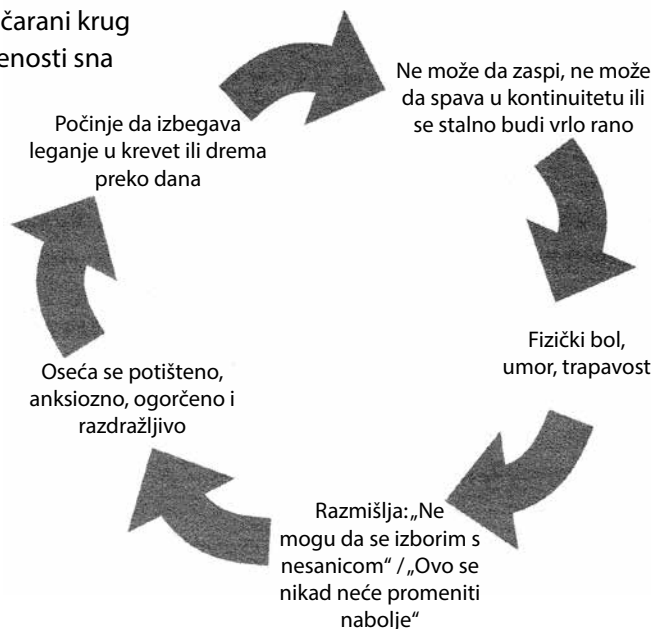 čarani krug
enosti sna
Ne može da zaspi, ne može
da spava u kontinuitetu ili
se stalno budi vrlo rano
Fizički bol,
umor, trapavost
Razmišlja: „Ne
mogu da se izborim s
nesanicom“ / „Ovo se
nikad neće promeniti
nabolje“
Oseća se potišteno,
anksiozno, ogorčeno i
razdražljivo
Počinje da izbegava
leganje u krevet ili drema
preko dana